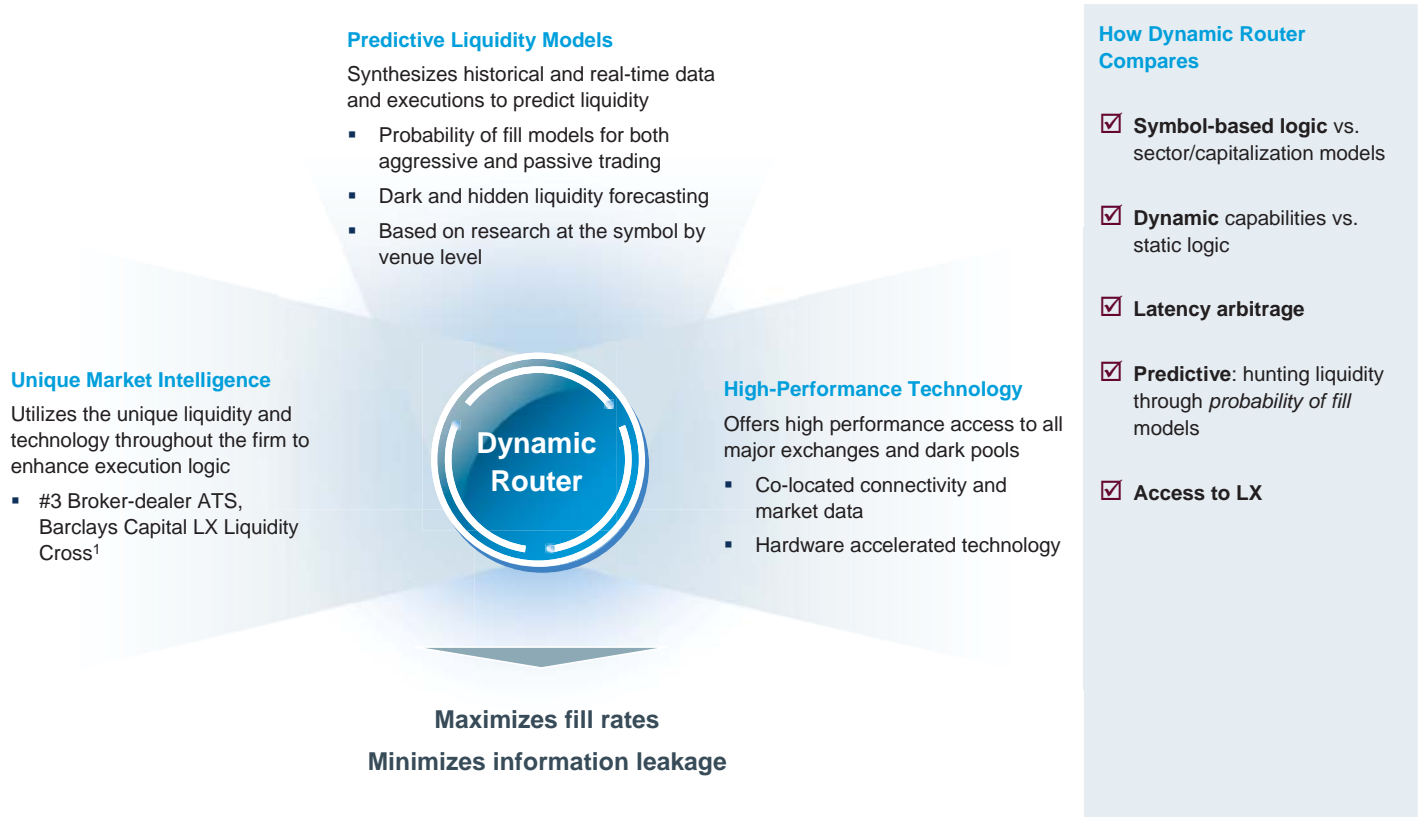 Predictive Liquidity Models
Synthesizes historical and real-time data
and executions to predict liquidity
▪ Probability of fill models for both
aggressive and passive trading
▪ Dark and hidden liquidity forecasting
▪ Based on research at the symbol by
venue level
Unique Market Intelligence
Utilizes the unique liquidity and
technology throughout the firm to
enhance execution logic
▪ #3 Broker-dealer ATS,
Barclays Capital LX Liquidity
Cross¹
Dynamic
Router
High-Performance Technology
Offers high performance access to all
major exchanges and dark pools
▪ Co-located connectivity and
market data
▪ Hardware accelerated technology
Maximizes fill rates
Minimizes information leakage
How Dynamic Router
Compares
☑ Symbol-based logic vs.
sector/capitalization models
☑ Dynamic capabilities vs.
static logic
☑ Latency arbitrage
☑ Predictive: hunting liquidity
through probability of fill
models
☑ Access to LX